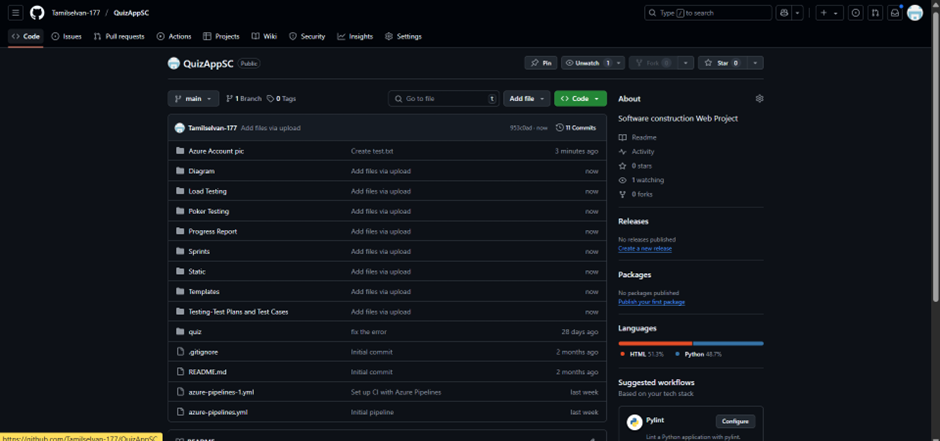 Tamilselvan-177 / QuizAppSC
Type / to search
Code Issues Pull requests Actions Projects Wiki Security Insights Settings
QuizAppSC Public
Pin Unwatch 1 Fork 0 Star 0
main 1 Branch 0 Tags Go to file t Add file Code
Tamilselvan-177 Add files via upload now 11 Commits
Azure Account pic Create test.txt 3 minutes ago
Diagram Add files via upload now
Load Testing Add files via upload now
Poker Testing Add files via upload now
Progress Report Add files via upload now
Sprints Add files via upload now
Static Add files via upload now
Templates Add files via upload now
Testing-Test Plans and Test Cases Add files via upload now
quiz fix the error 28 days ago
.gitignore Initial commit 2 months ago
README.md Initial commit 2 months ago
azure-pipelines-1.yml Set up CI with Azure Pipelines last week
azure-pipelines.yml Initial pipeline last week
README
About
Software construction Web Project
Readme
Activity
0 stars
1 watching
0 forks
Releases
No releases published
Create a new release
Packages
No packages published
Publish your first package
Languages
HTML 51.3% Python 48.7%
Suggested workflows
Based on your tech stack
Pylint Configure
Lint a Python application with pylint.
https://github.com/Tamilselvan-177/QuizAppSC